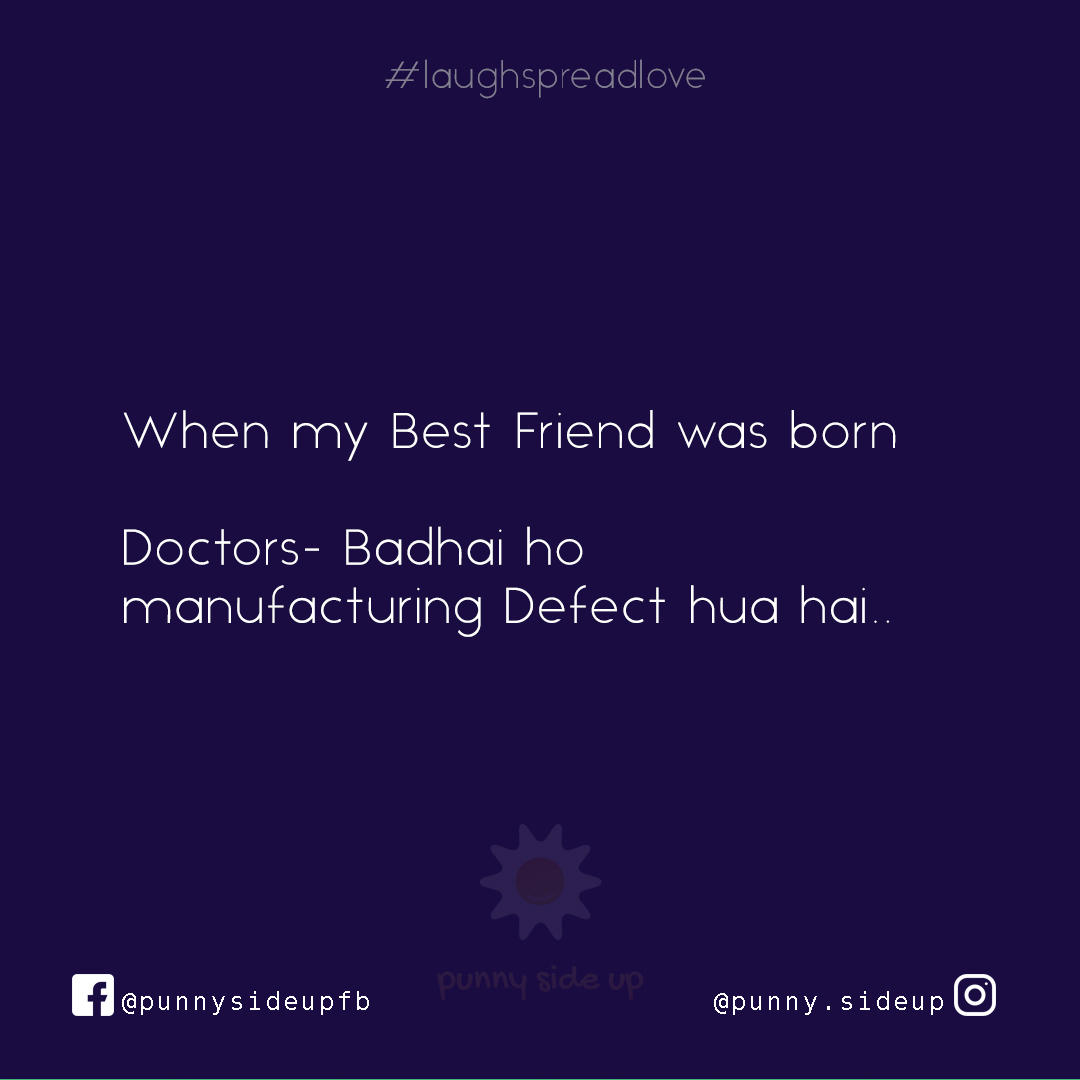 #laughspreadlove
When my Best Friend was born
Doctors- Badhai ho
manufacturing Defect hua hai..
punny side up
@punnysideupfb
@punny.sideup